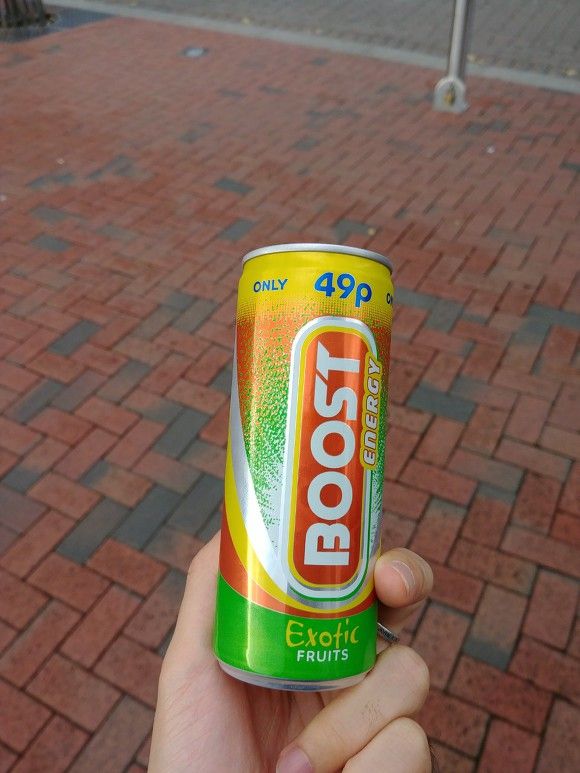 ONLY 49p
BOOST
ENERGY
Exotic
FRUITS